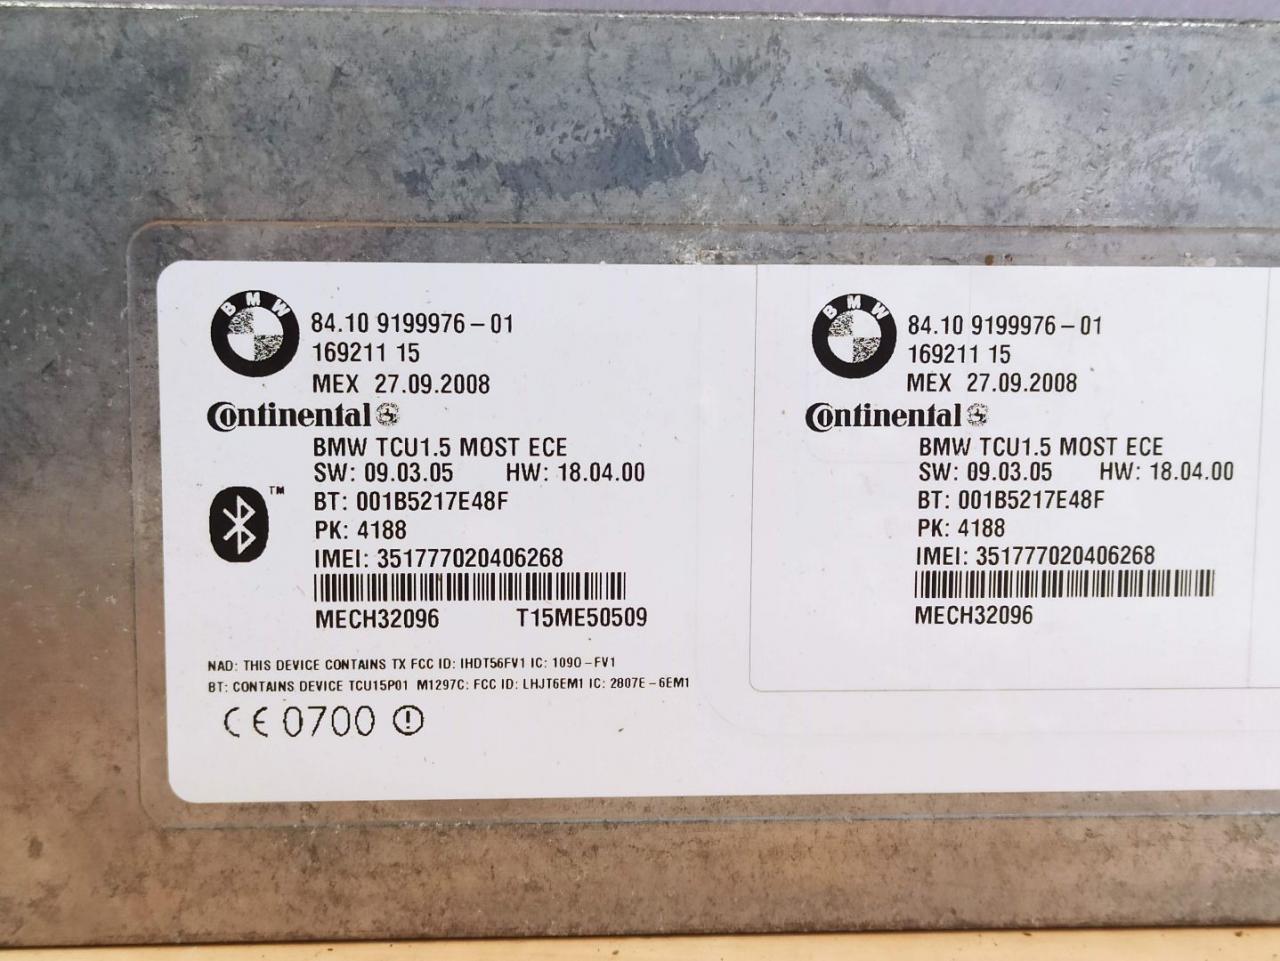 BMW
84.10 9199976-01
169211 15
MEX 27.09.2008
Continental
BMW TCU1.5 MOST ECE
SW: 09.03.05 HW: 18.04.00
TM
BT: 001B5217E48F
PK: 4188
IMEI: 351777020406268
MECH32096 T15ME50509
NAD: THIS DEVICE CONTAINS TX FCC ID: IHDT56FV1 IC: 1090-FV1
BT: CONTAINS DEVICE TCU15P01 M1297C: FCC ID: LHJT6EM1 IC: 2807E-6EM1
CE 0700
BMW
84.10 9199976-01
169211 15
MEX 27.09.2008
Continental
BMW TCU1.5 MOST ECE
SW: 09.03.05 HW: 18.04.00
BT: 001B5217E48F
PK: 4188
IMEI: 351777020406268
MECH32096